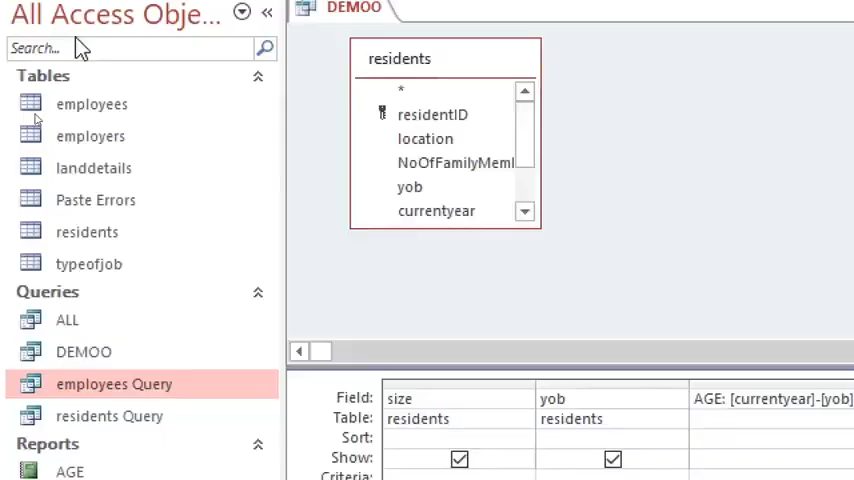 All Access Obje...
Search...
Tables
employees
employers
landdetails
Paste Errors
residents
typeofjob
Queries
ALL
DEMOO
employees Query
residents Query
Reports
AGE
DEMOO
residents
*
residentID
location
NoOfFamilyMeml
yob
currentyear
Field: size yob AGE: [currentyear]-[yob]
Table: residents residents
Sort:
Show:
Criteria: